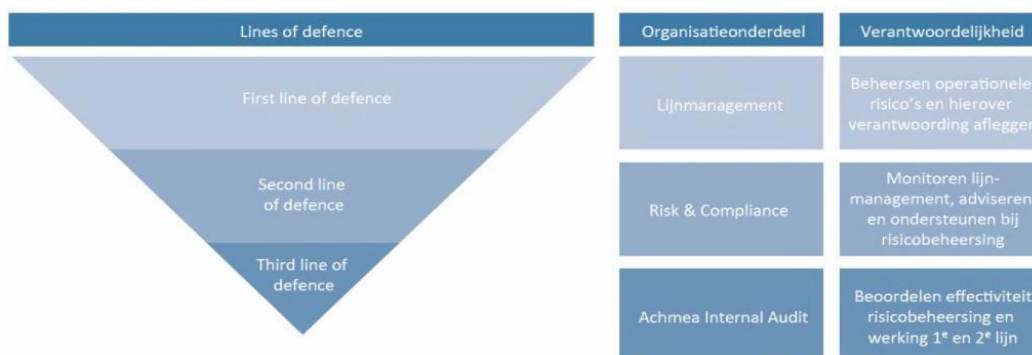 Lines of defence
Organisatieonderdeel
Verantwoordelijkheid
First line of defence
Lijnmanagement
Beheersen operationele
risico's en hierover
verantwoording afleggen
Second line
of defence
Risk & Compliance
Monitoren lijn-
management, adviseren
en ondersteunen bij
risicobeheersing
Third line of
defence
Achmea Internal Audit
Beoordelen effectiviteit
risicobeheersing en
werking 1ᵉ en 2ᵉ lijn